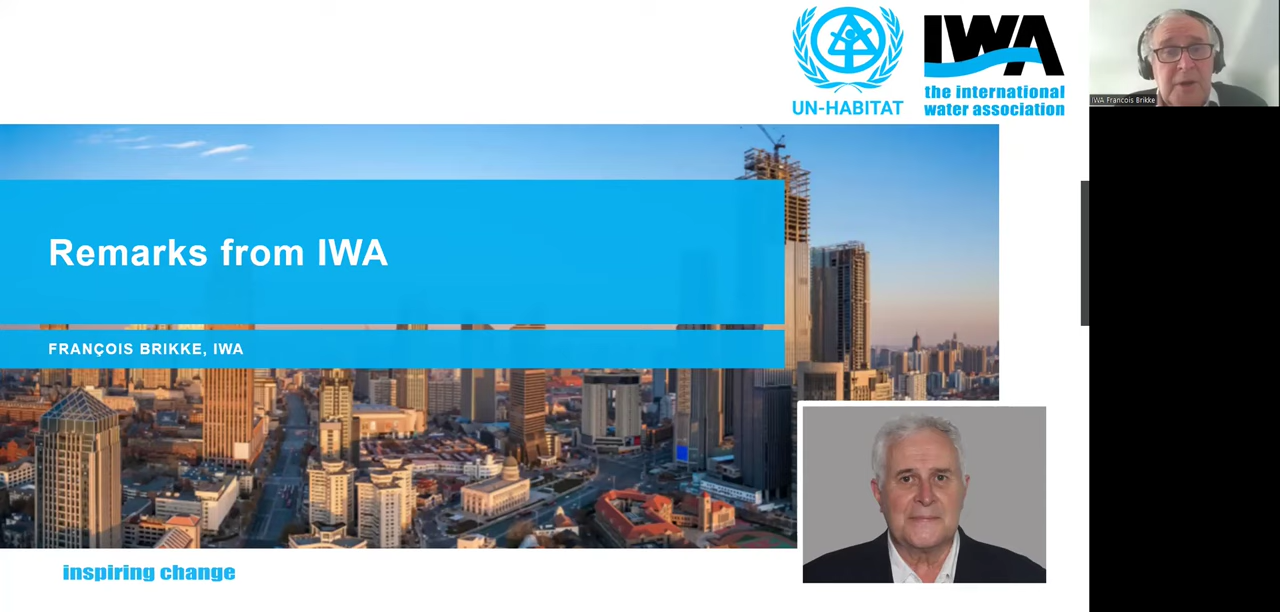 UN-HABITAT
IWA
the international
water association
IWA Francois Brikke
Remarks from IWA
FRANÇOIS BRIKKE, IWA
inspiring change